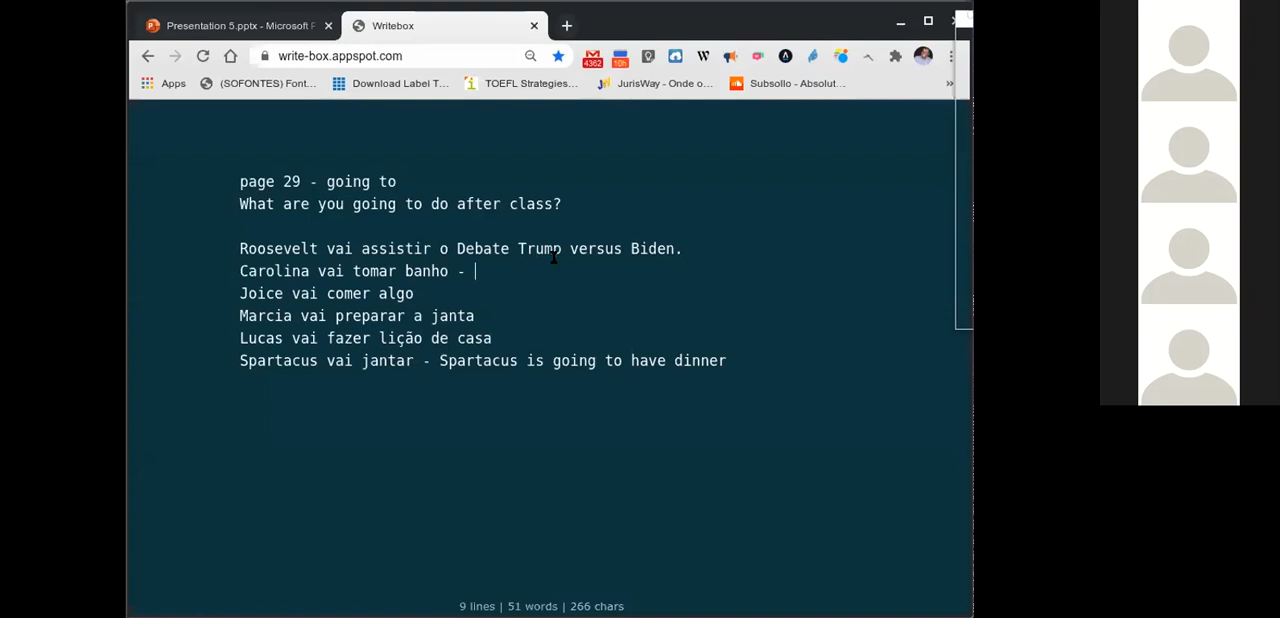 Presentation 5.pptx - Microsoft P
Writebox
write-box.appspot.com
4362
10h
W
Apps
(SOFONTES) Font...
Download Label T...
TOEFL Strategies...
JurisWay - Onde o...
Subsollo - Absolut...
page 29 - going to
What are you going to do after class?
Roosevelt vai assistir o Debate Trump versus Biden.
Carolina vai tomar banho -
Joice vai comer algo
Marcia vai preparar a janta
Lucas vai fazer lição de casa
Spartacus vai jantar - Spartacus is going to have dinner
9 lines | 51 words | 266 chars